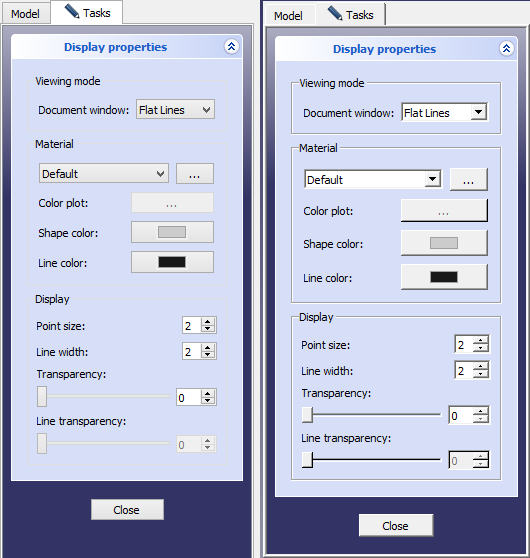 Model Tasks
Display properties
Viewing mode
Document window: Flat Lines
Material
Default ...
Color plot: ...
Shape color:
Line color:
Display
Point size: 2
Line width: 2
Transparency:
0
Line transparency:
0
Close
Model Tasks
Display properties
Viewing mode
Document window: Flat Lines
Material
Default ...
Color plot: ...
Shape color:
Line color:
Display
Point size: 2
Line width: 2
Transparency:
0
Line transparency:
0
Close